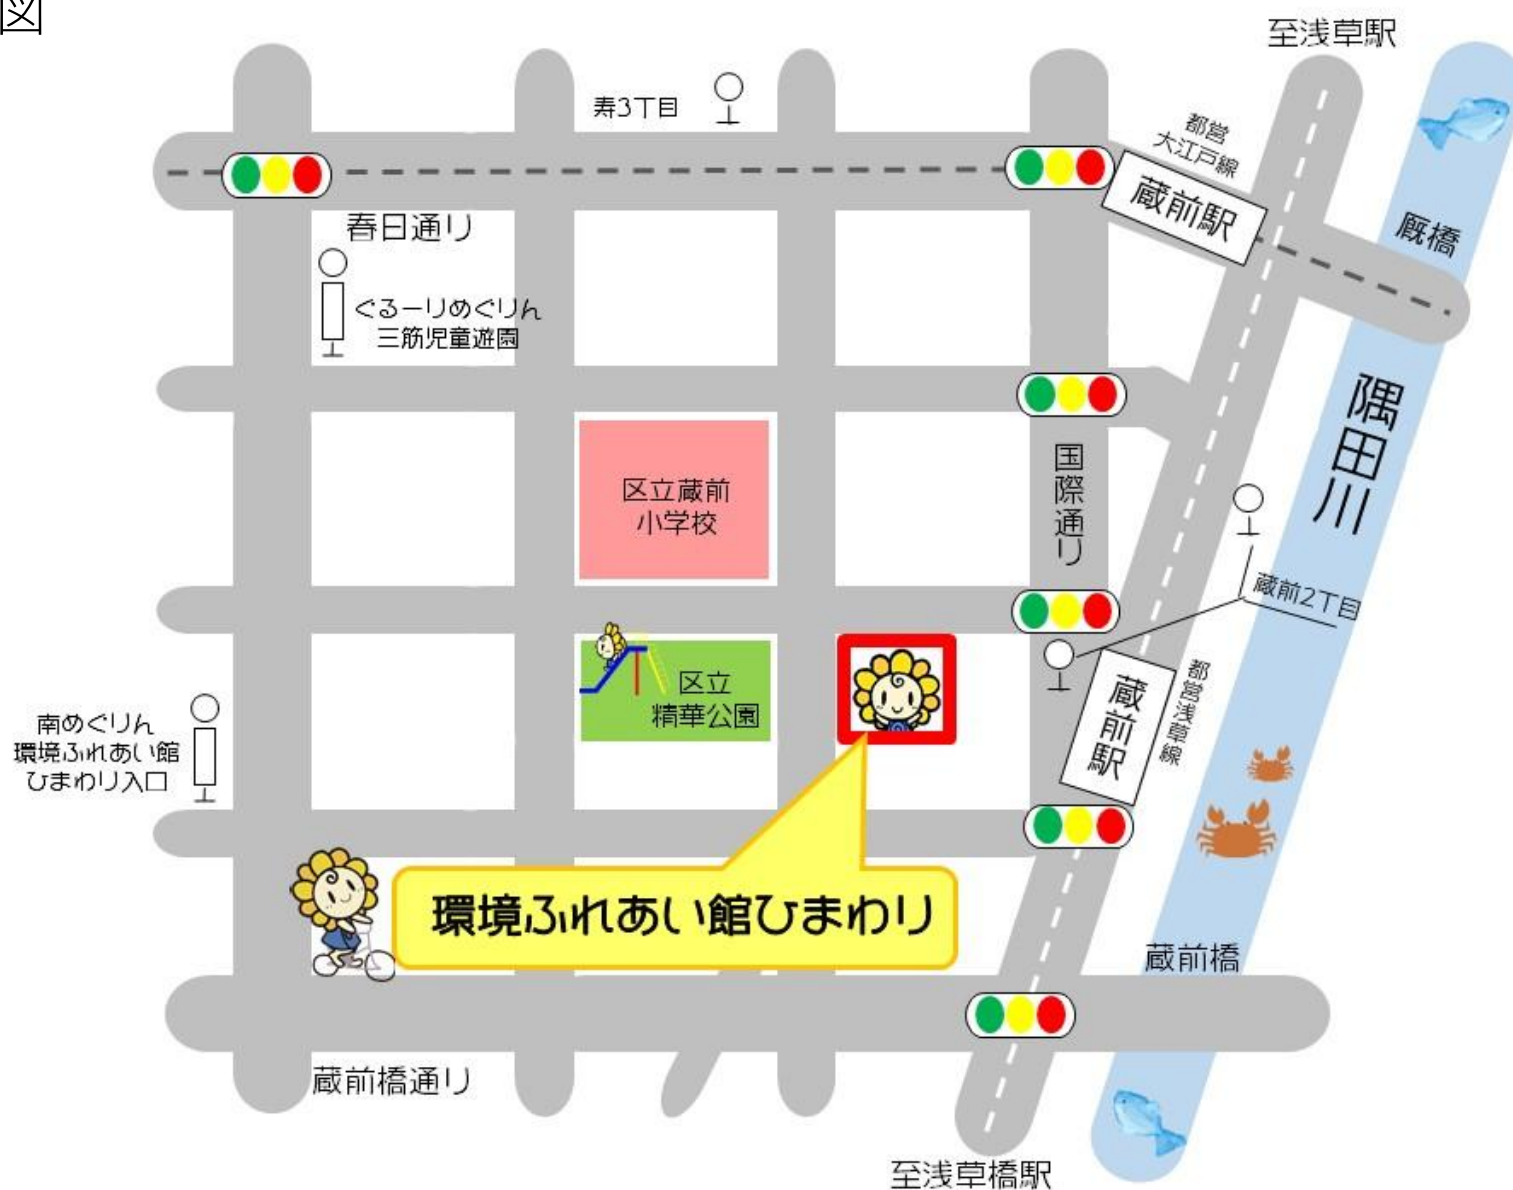 図
至浅草駅
寿3丁目
都営
大江戸線
蔵前駅
春日通り
厩橋
ぐるーりめぐりん
三筋児童遊園
隅田川
国際通り
区立蔵前
小学校
蔵前2丁目
区立
精華公園
蔵前駅
都営浅草線
南めぐりん
環境ふれあい館
ひまわり入口
環境ふれあい館ひまわり
蔵前橋
蔵前橋通り
至浅草橋駅